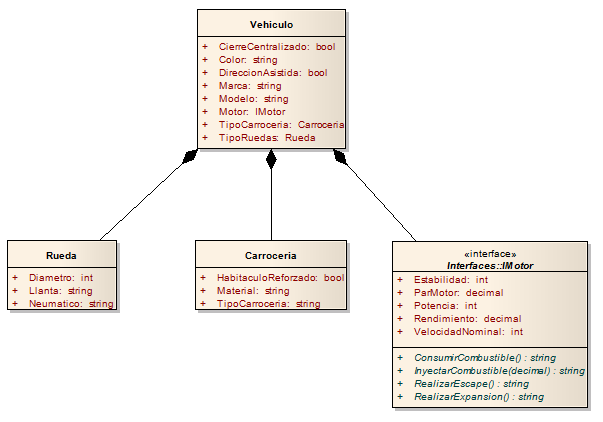 Vehiculo
+ CierreCentralizado: bool
+ Color: string
+ DireccionAsistida: bool
+ Marca: string
+ Modelo: string
+ Motor: IMotor
+ TipoCarroceria: Carroceria
+ TipoRuedas: Rueda
Rueda
+ Diametro: int
+ Llanta: string
+ Neumatico: string
Carroceria
+ HabitaculoReforzado: bool
+ Material: string
+ TipoCarroceria: string
«interface»
Interfaces::IMotor
+ Estabilidad: int
+ ParMotor: decimal
+ Potencia: int
+ Rendimiento: decimal
+ VelocidadNominal: int
+ ConsumirCombustible() : string
+ InyectarCombustible(decimal) : string
+ RealizarEscape() : string
+ RealizarExpansion() : string